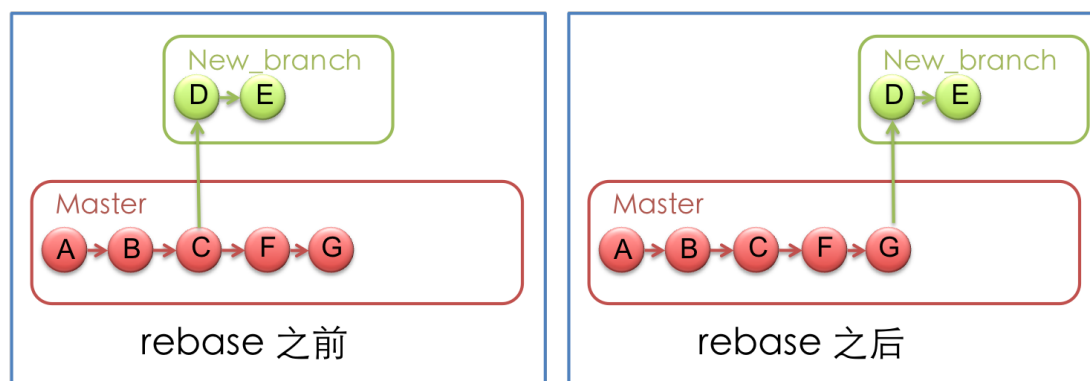 New_branch
D E
Master
A B C F G
rebase 之前
New_branch
D E
Master
A B C F G
rebase 之后